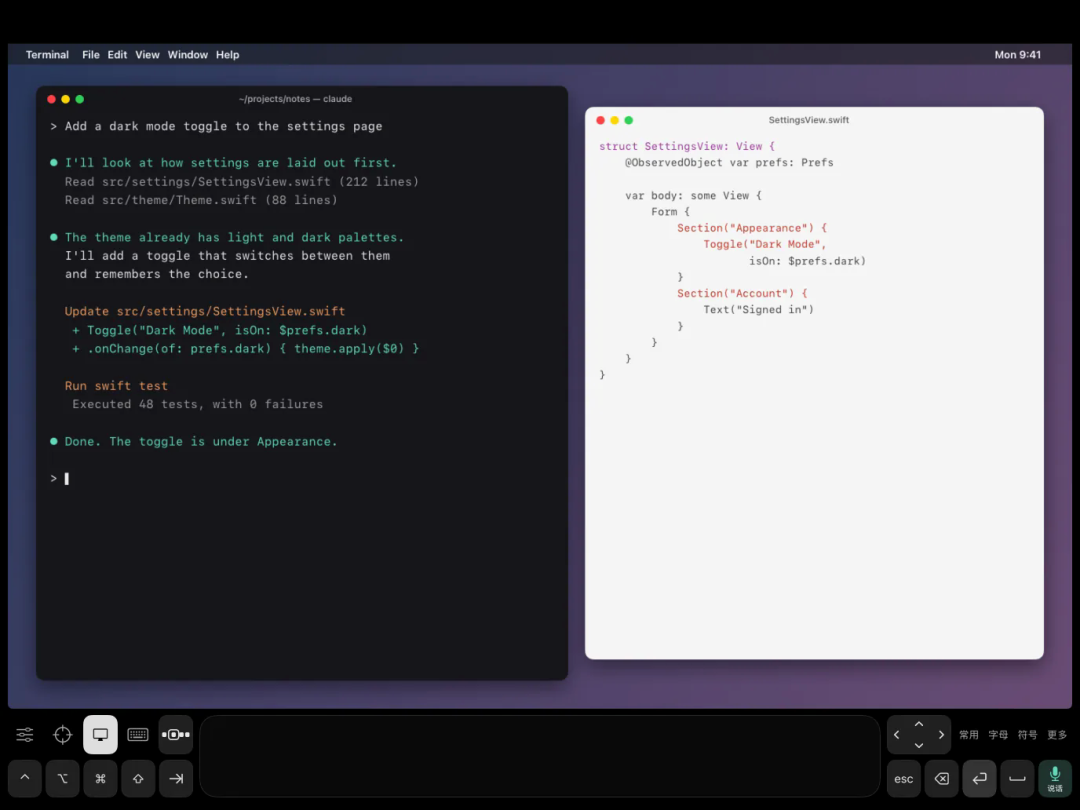 Terminal File Edit View Window Help
Mon 9:41
~/projects/notes — claude
> Add a dark mode toggle to the settings page
I'll look at how settings are laid out first.
Read src/settings/SettingsView.swift (212 lines)
Read src/theme/Theme.swift (88 lines)
The theme already has light and dark palettes.
I'll add a toggle that switches between them
and remembers the choice.
Update src/settings/SettingsView.swift
+ Toggle("Dark Mode", isOn: $prefs.dark)
+ .onChange(of: prefs.dark) { theme.apply($0) }
Run swift test
Executed 48 tests, with 0 failures
Done. The toggle is under Appearance.
>
SettingsView.swift
struct SettingsView: View {
@ObservedObject var prefs: Prefs
var body: some View {
Form {
Section("Appearance") {
Toggle("Dark Mode",
isOn: $prefs.dark)
}
Section("Account") {
Text("Signed in")
}
}
}
}
常用 字母 符号 更多
esc
说话